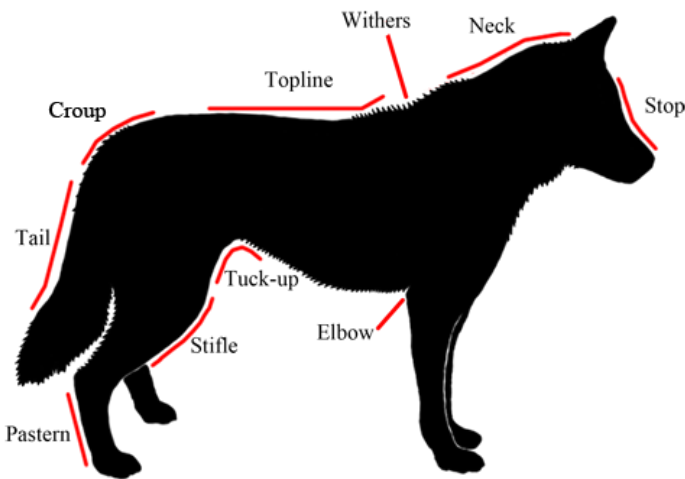 Withers
Neck
Topline
Croup
Stop
Tail
Tuck-up
Elbow
Stifle
Pastern